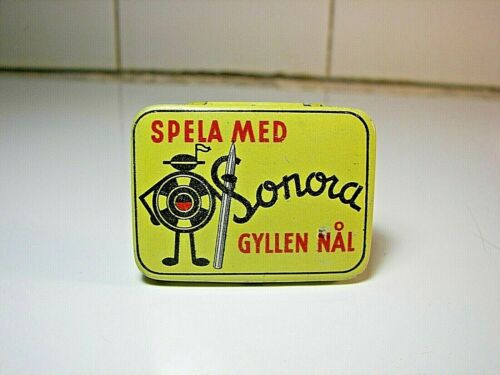 SPELA MED
Sonora
GYLLEN NÅL